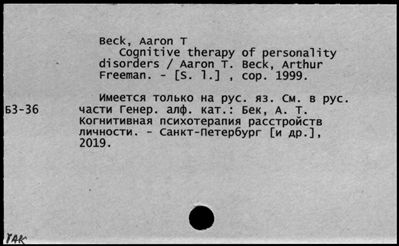 Beck, Aaron T
Cognitive therapy of personality
disorders / Aaron T. Beck, Arthur
Freeman. - [S. l.] , cop. 1999.
Имеется только на рус. яз. См. в рус.
Б3-36 части Генер. алф. кат.: Бек, А. Т.
Когнитивная психотерапия расстройств
личности. - Санкт-Петербург [и др.],
2019.
ГАК